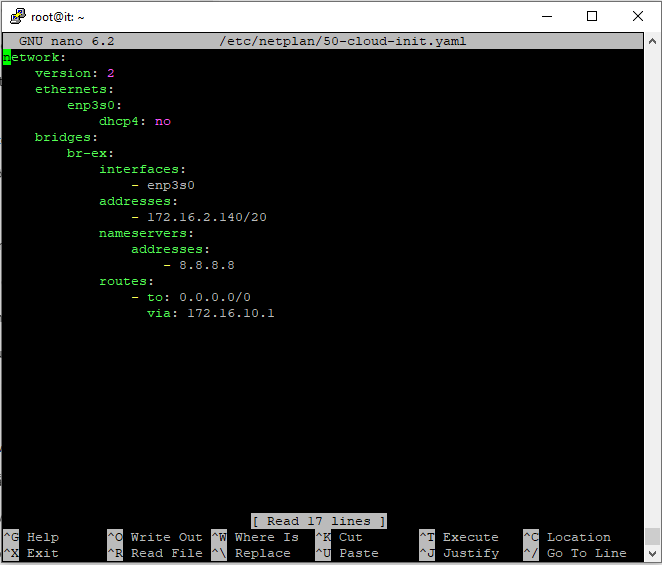 root@it: ~
GNU nano 6.2 /etc/netplan/50-cloud-init.yaml
network:
    version: 2
    ethernets:
        enp3s0:
            dhcp4: no
    bridges:
        br-ex:
            interfaces:
                - enp3s0
            addresses:
                - 172.16.2.140/20
            nameservers:
                addresses:
                    - 8.8.8.8
            routes:
                - to: 0.0.0.0/0
                  via: 172.16.10.1
[ Read 17 lines ]
^G Help ^O Write Out ^W Where Is ^K Cut ^T Execute ^C Location
^X Exit ^R Read File ^\ Replace ^U Paste ^J Justify ^/ Go To Line